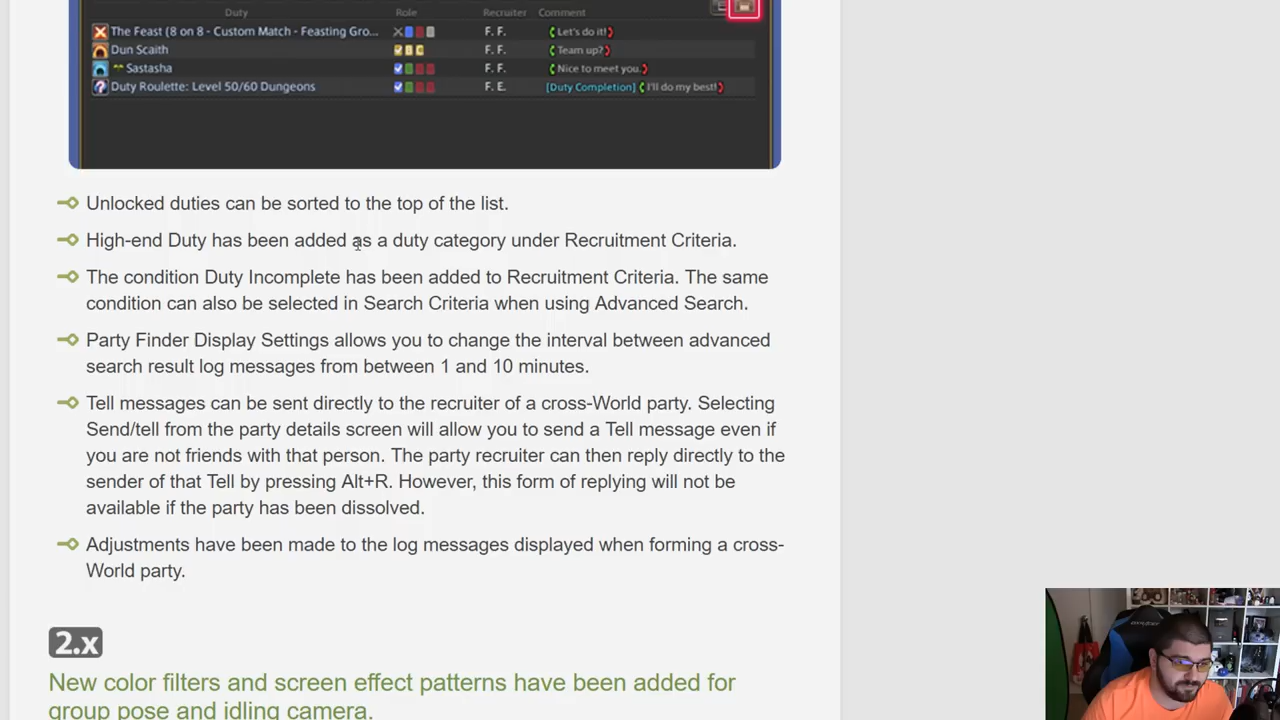 Duty Role Recruiter Comment
The Feast (8 on 8 - Custom Match - Feasting Gro... F. F. Let's do it!
Dun Scaith F. F. Team up?
Sastasha F. F. Nice to meet you.
Duty Roulette: Level 50/60 Dungeons F. E. [Duty Completion] I'll do my best!
Unlocked duties can be sorted to the top of the list.
High-end Duty has been added as a duty category under Recruitment Criteria.
The condition Duty Incomplete has been added to Recruitment Criteria. The same
condition can also be selected in Search Criteria when using Advanced Search.
Party Finder Display Settings allows you to change the interval between advanced
search result log messages from between 1 and 10 minutes.
Tell messages can be sent directly to the recruiter of a cross-World party. Selecting
Send/tell from the party details screen will allow you to send a Tell message even if
you are not friends with that person. The party recruiter can then reply directly to the
sender of that Tell by pressing Alt+R. However, this form of replying will not be
available if the party has been dissolved.
Adjustments have been made to the log messages displayed when forming a cross-
World party.
2.x
New color filters and screen effect patterns have been added for
group pose and idling camera.